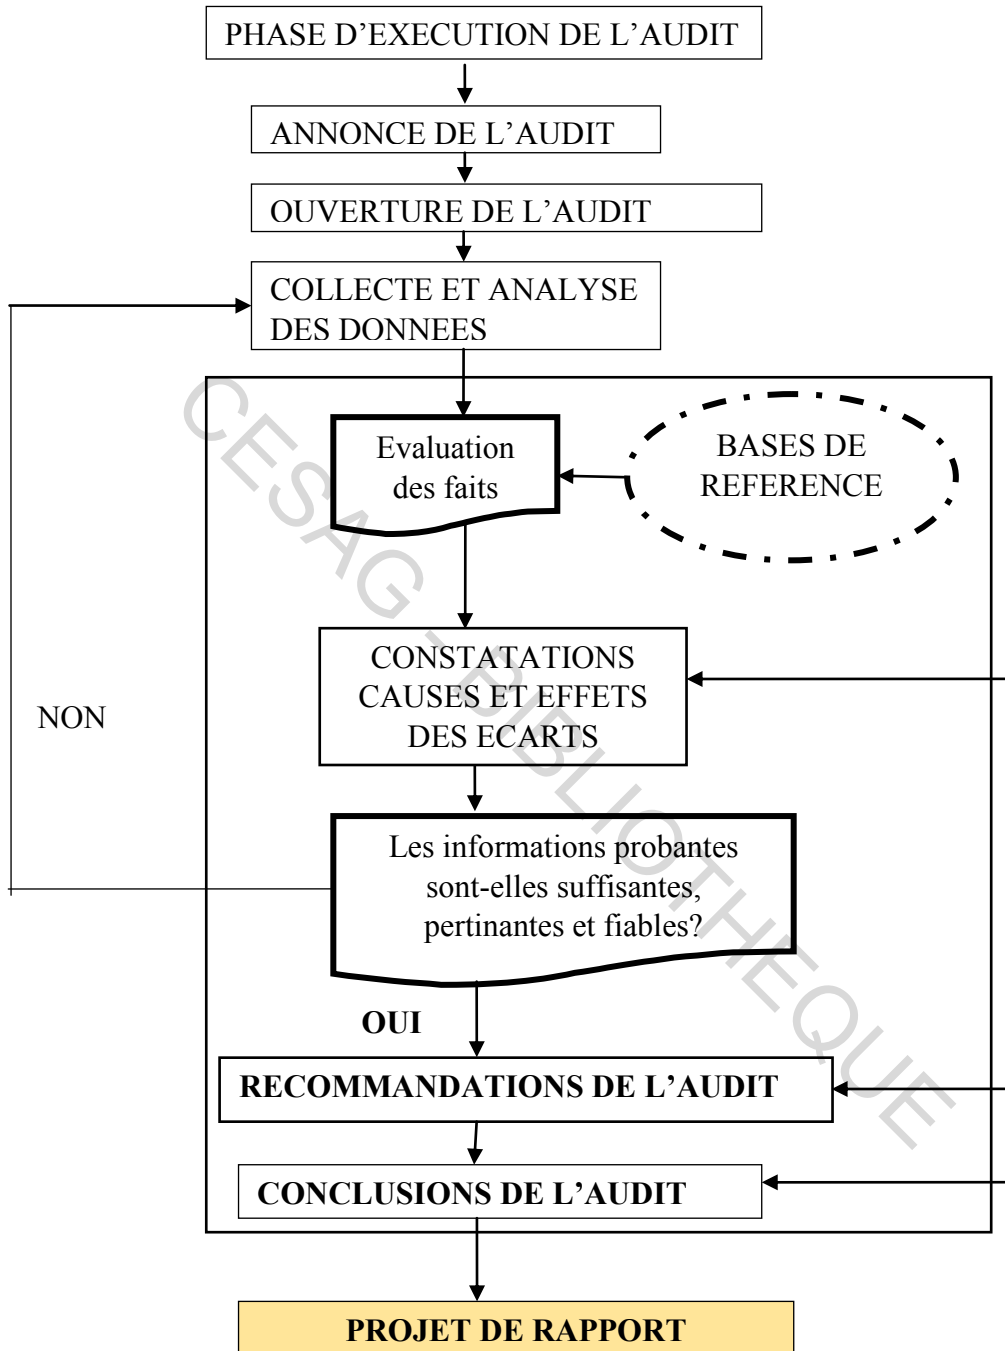 PHASE D’EXECUTION DE L’AUDIT
ANNONCE DE L’AUDIT
OUVERTURE DE L’AUDIT
COLLECTE ET ANALYSE
DES DONNEES
Evaluation
des faits
BASES DE
REFERENCE
CONSTATATIONS
CAUSES ET EFFETS
DES ECARTS
NON
Les informations probantes
sont-elles suffisantes,
pertinantes et fiables?
OUI
RECOMMANDATIONS DE L’AUDIT
CONCLUSIONS DE L’AUDIT
PROJET DE RAPPORT
CESAG - BIBLIOTHEQUE